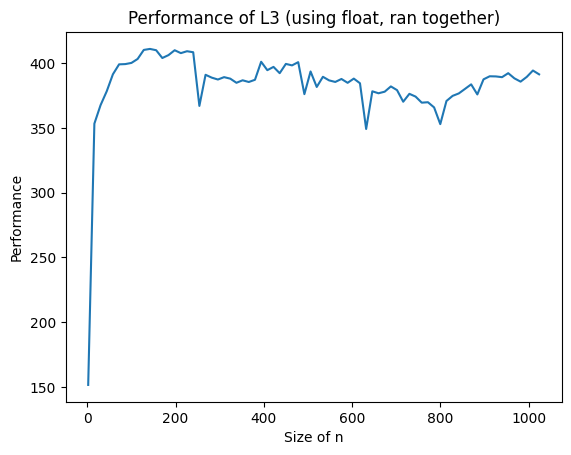 Performance of L3 (using float, ran together)
Performance
400
350
300
250
200
150
0 200 400 600 800 1000
Size of n